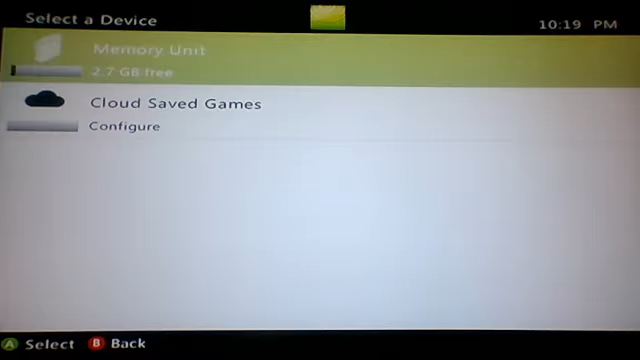 Select a Device
10:19 PM
Memory Unit
2.7 GB free
Cloud Saved Games
Configure
A Select B Back